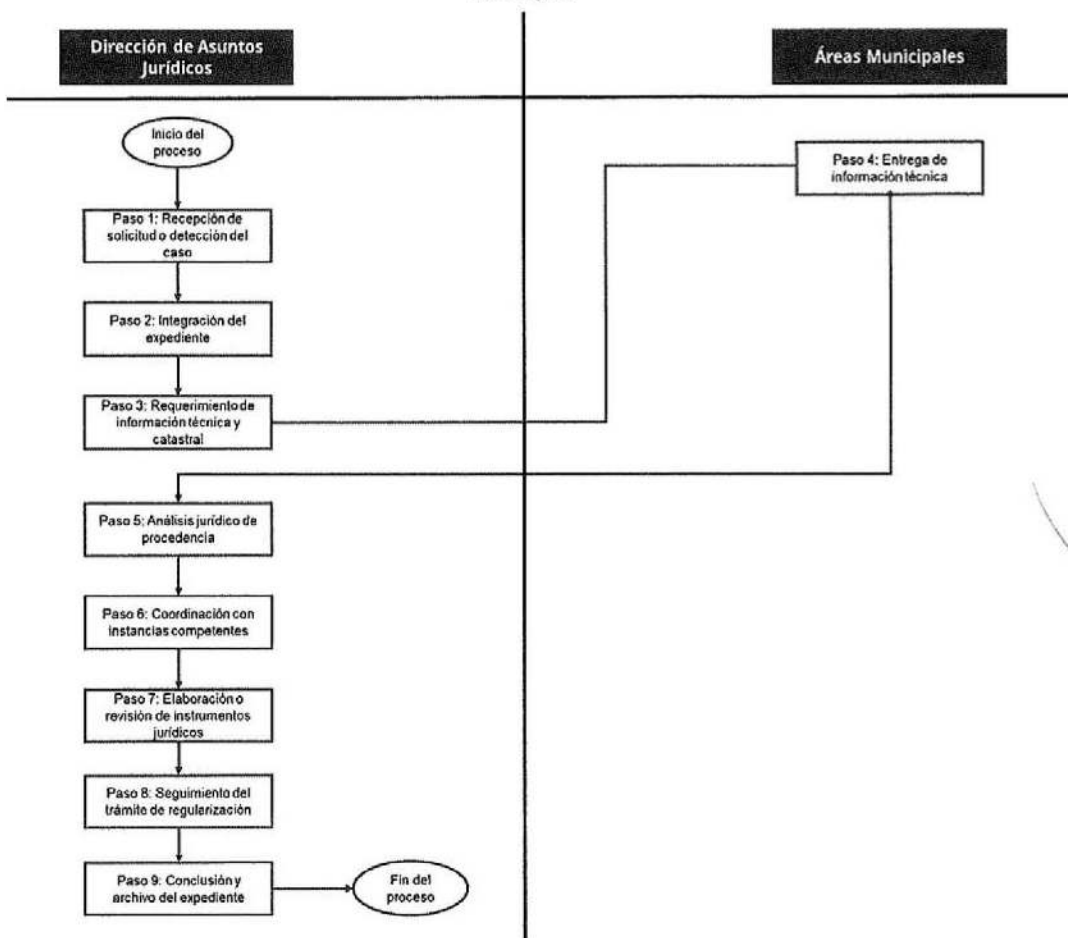 Dirección de Asuntos
Jurídicos
Áreas Municipales
Inicio del
proceso
Paso 1: Recepción de
solicitud o detección del
caso
Paso 2: Integración del
expediente
Paso 3: Requerimiento de
información técnica y
catastral
Paso 4: Entrega de
información técnica
Paso 5: Análisis jurídico de
procedencia
Paso 6: Coordinación con
instancias competentes
Paso 7: Elaboración o
revisión de instrumentos
jurídicos
Paso 8: Seguimiento del
trámite de regularización
Paso 9: Conclusión y
archivo del expediente
Fin del
proceso